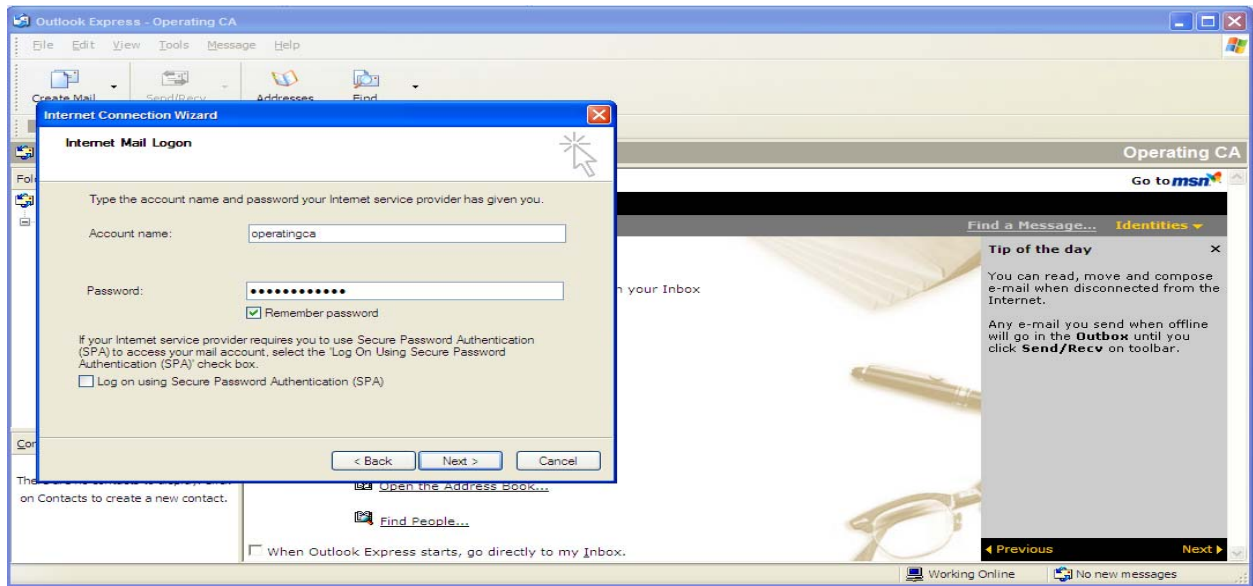 Outlook Express - Operating CA
File Edit View Tools Message Help
Create Mail Send/Recv Addresses Find
Internet Connection Wizard
Internet Mail Logon
Operating CA
Go to msn
Type the account name and password your Internet service provider has given you.
Account name: operatingca
Password: ●●●●●●●●●●●●
Remember password
If your Internet service provider requires you to use Secure Password Authentication
(SPA) to access your mail account, select the 'Log On Using Secure Password
Authentication (SPA)' check box.
Log on using Secure Password Authentication (SPA)
< Back Next > Cancel
Find a Message... Identities
your Inbox
Tip of the day ×
You can read, move and compose
e-mail when disconnected from the
Internet.
Any e-mail you send when offline
will go in the Outbox until you
click Send/Recv on toolbar.
on Contacts to create a new contact.
Open the Address Book...
Find People...
When Outlook Express starts, go directly to my Inbox.
Previous Next
Working Online No new messages